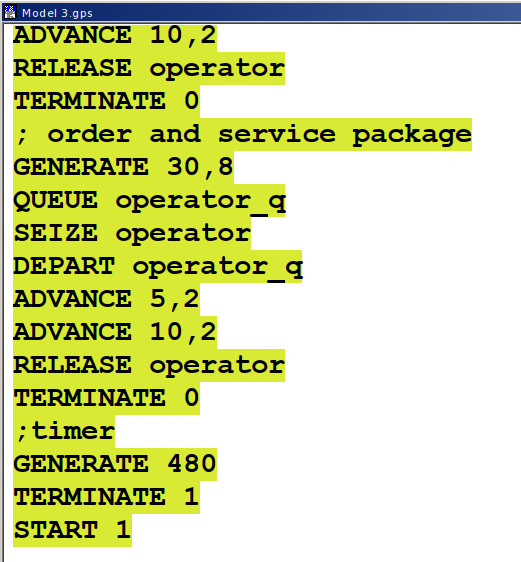 Model 3.gps
ADVANCE 10,2
RELEASE operator
TERMINATE 0
; order and service package
GENERATE 30,8
QUEUE operator_q
SEIZE operator
DEPART operator_q
ADVANCE 5,2
ADVANCE 10,2
RELEASE operator
TERMINATE 0
;timer
GENERATE 480
TERMINATE 1
START 1